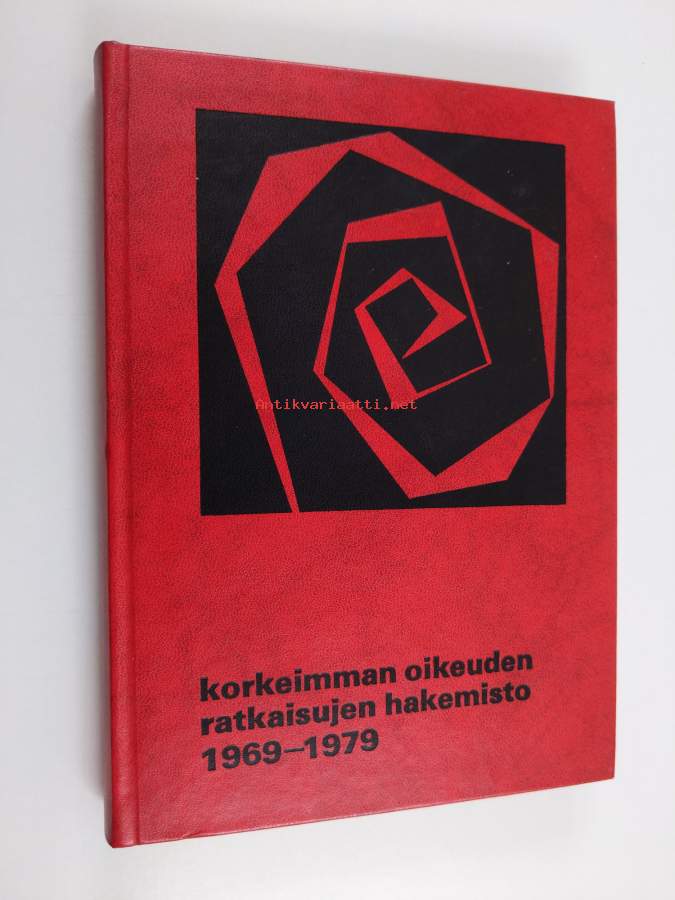 Antikvariaatti.net
korkeimman oikeuden
ratkaisujen hakemisto
1969–1979